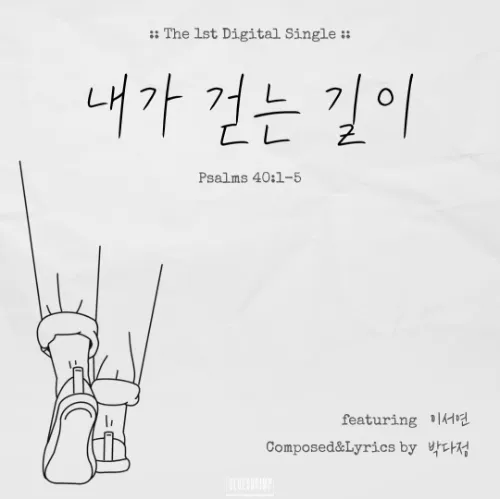 :: The 1st Digital Single ::
내가 걷는 길이
Psalms 40:1-5
featuring 이서연
Composed&Lyrics by 박다정